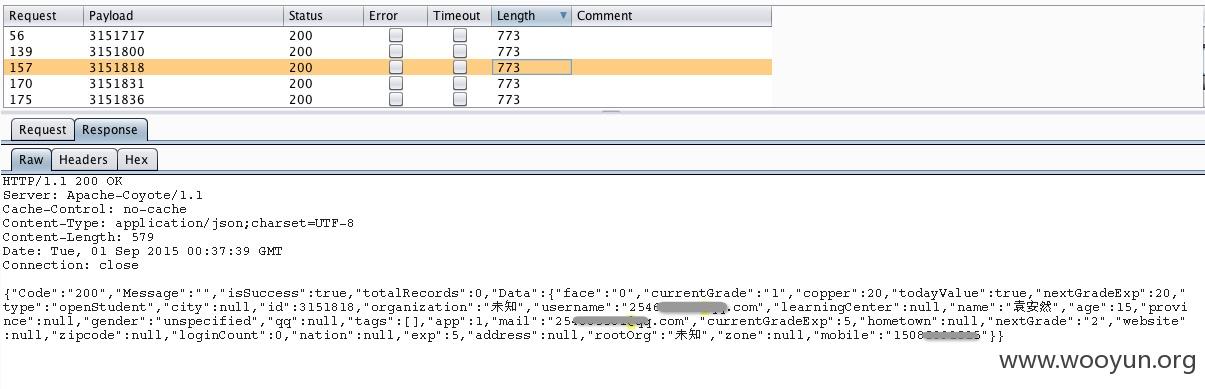 Request Payload Status Error Timeout Length Comment
56 3151717 200 773
139 3151800 200 773
157 3151818 200 773
170 3151831 200 773
175 3151836 200 773
Request Response
Raw Headers Hex
HTTP/1.1 200 OK
Server: Apache-Coyote/1.1
Cache-Control: no-cache
Content-Type: application/json;charset=UTF-8
Content-Length: 579
Date: Tue, 01 Sep 2015 00:37:39 GMT
Connection: close
{"Code":"200","Message":"","isSuccess":true,"totalRecords":0,"Data":{"face":"0","currentGrade":"1","copper":20,"todayValue":true,"nextGradeExp":20,"
type":"openStudent","city":null,"id":3151818,"organization":"未知","username":"2546 .com","learningCenter":null,"name":"袁安然","age":15,"provi
nce":null,"gender":"unspecified","qq":null,"tags":[],"app":1,"mail":"254 qq.com","currentGradeExp":5,"hometown":null,"nextGrade":"2","website"
:null,"zipcode":null,"loginCount":0,"nation":null,"exp":5,"address":null,"rootOrg":"未知","zone":null,"mobile":"1508 "}}
www.wooyun.org